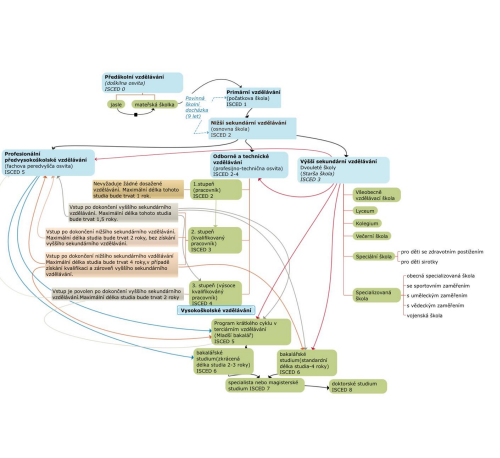 Předškolní vzdělávání
(doškilna osvita)
ISCED 0
Jesle
mateřská školka
Povinná
školní
docházka
(9 let)
Primární vzdělávání
(počatkova škola)
ISCED 1
Nižší sekundární vzdělávání
(osnovna škola)
ISCED 2
Profesionální
předvysokoškolské vzdělávání
(fachova peredvyšča osvita)
ISCED 5
Odborná a technické
vzdělávání
(profesijno-technična osvita)
ISCED 2-4
Výšší sekundární vzdělávání
Dvouleté školy
(Starša škola)
ISCED 3
Nevyžaduje žádné dosažené
vzdělávání. Maximální délka tohoto
studia bude trvat 1 rok.
1.stupeň
(pracovník)
ISCED 2
Vstup po dokončení vyššího sekundárního
vzdělávání. Maximální délka tohoto studia
bude trvat 1,5 roky.
Vstup po dokončení nižšího sekundárního vzdělávání.
Maximální délka studia bude trvat 2 roky, bez získání
vyššího sekundárního vzdělávání.
2. stupeň
(kvalifikovaný
pracovník)
ISCED 3
Vstup po dokončení nižšího sekundárního vzdělávání
Maximální délka studia bude trvat 4 roky,v případě
získání kvalifikací a zároveň vyššího sekundárního
vzdělávání.
Vstup je povolen po dokončení vyššího sekundárního
vzdělávání.Maximální délka studia bude trvat 2 roky
3. stupeň (výsoce
kvalifikovaný
pracovník)
ISCED 4
Všeobecně
vzdělávací škola
Lyceum
Kolegium
Večerní škola
Speciální škola
pro děti se zdravotním postižením
pro děti sirotky
Specializovaná
škola
obecná specializovaná škola
se sportovním zaměřením
s uměleckým zaměřením
s vědeckým zaměřením
vojenská škola
Vysokoškolské vzdělávání
Program krátkého cyklu v
terciárním vzdělávání
(Mladší bakalář)
ISCED 5
bakalářské
studium(zkrácená
délka studia 2-3 roky)
ISCED 6
bakalářské
studium(standardní
délka studia-4 roky)
ISCED 6
specialista nebo magisterské
studium ISCED 7
doktorské studium
ISCED 8